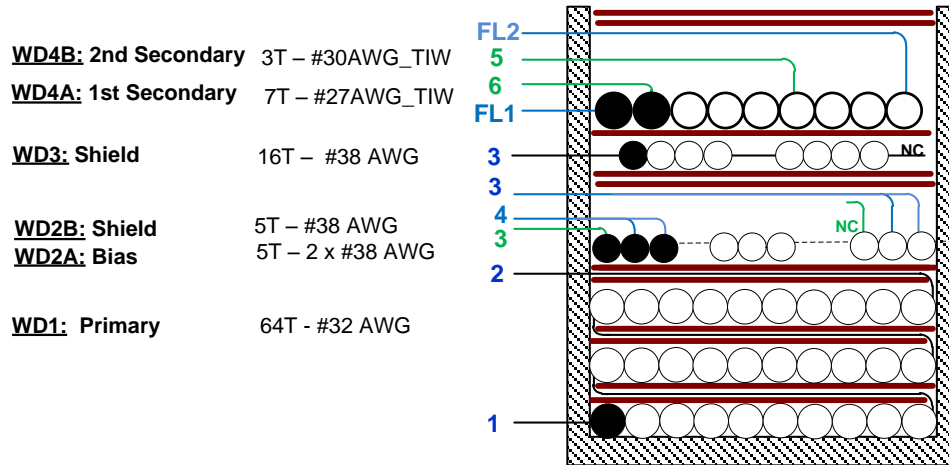 FL2
WD4B: 2nd Secondary 3T – #30AWG_TIW
5
6
WD4A: 1st Secondary 7T – #27AWG_TIW
FL1
WD3: Shield 16T – #38 AWG
3
NC
3
4
WD2B: Shield 5T – #38 AWG
NC
3
WD2A: Bias 5T – 2 x #38 AWG
2
WD1: Primary 64T - #32 AWG
1